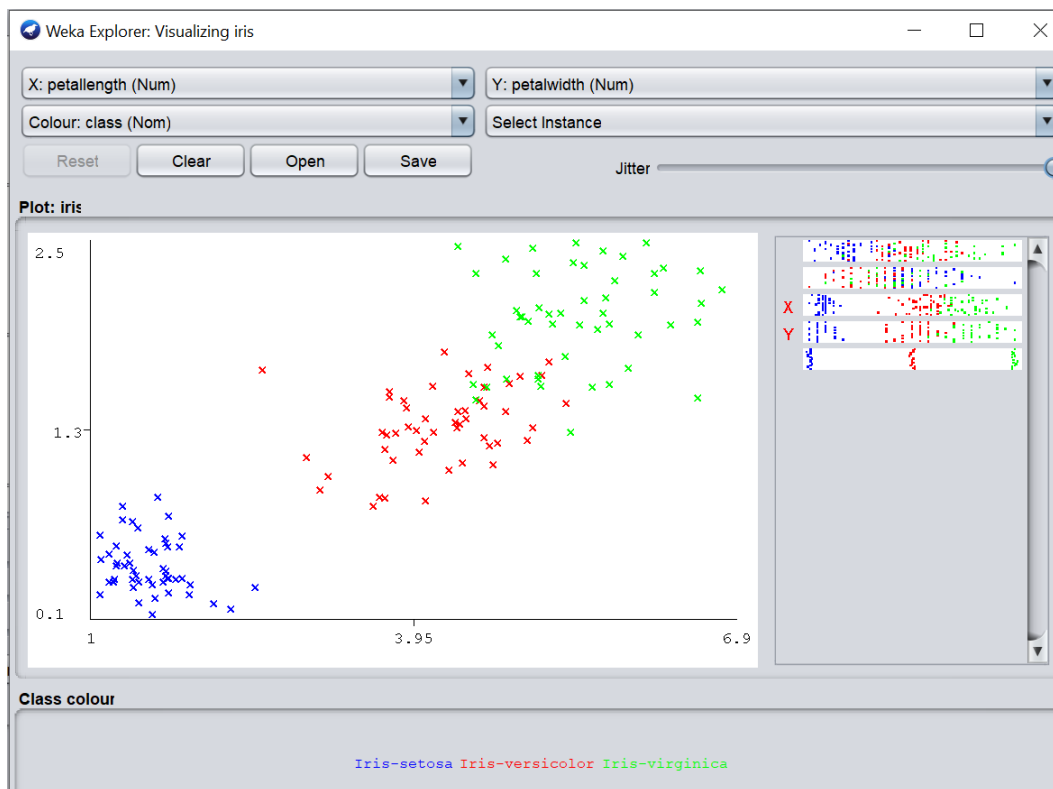 Weka Explorer: Visualizing iris
X: petallength (Num) Y: petalwidth (Num)
Colour: class (Nom) Select Instance
Reset Clear Open Save Jitter
Plot: iris
2.5
X
Y
1.3
0.1
1 3.95 6.9
Class colour
Iris-setosa Iris-versicolor Iris-virginica